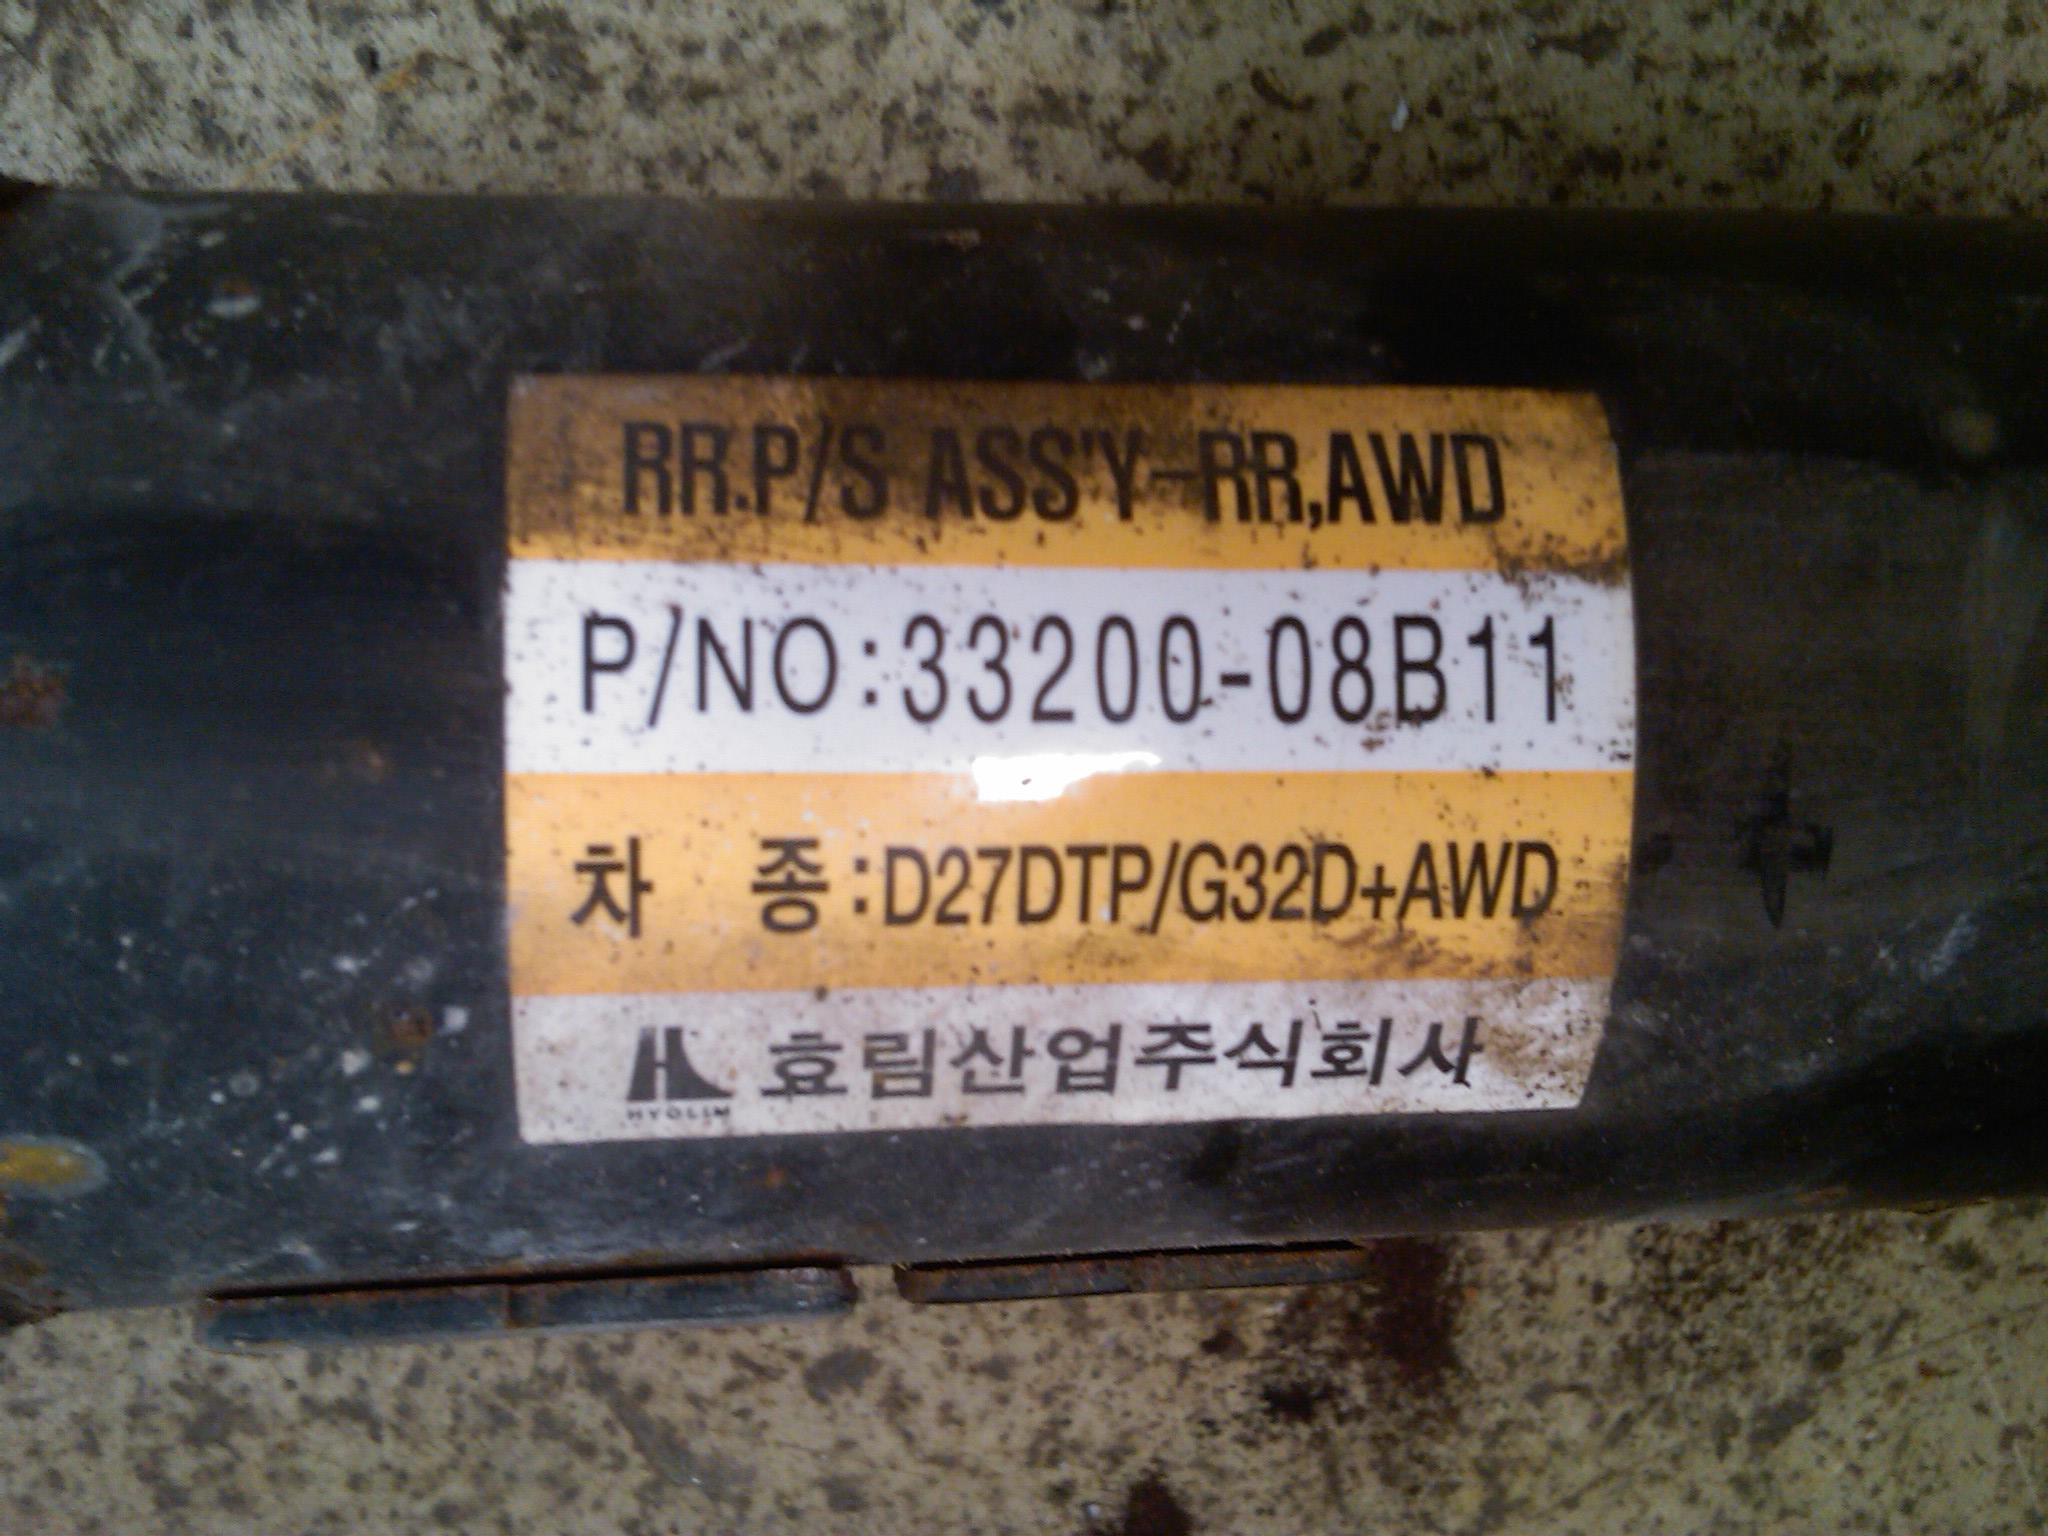 RR.P/S ASS'Y-RR,AWD
P/NO:33200-08B11
차 종:D27DTP/G32D+AWD
H 효림산업주식회사
HYOLIM